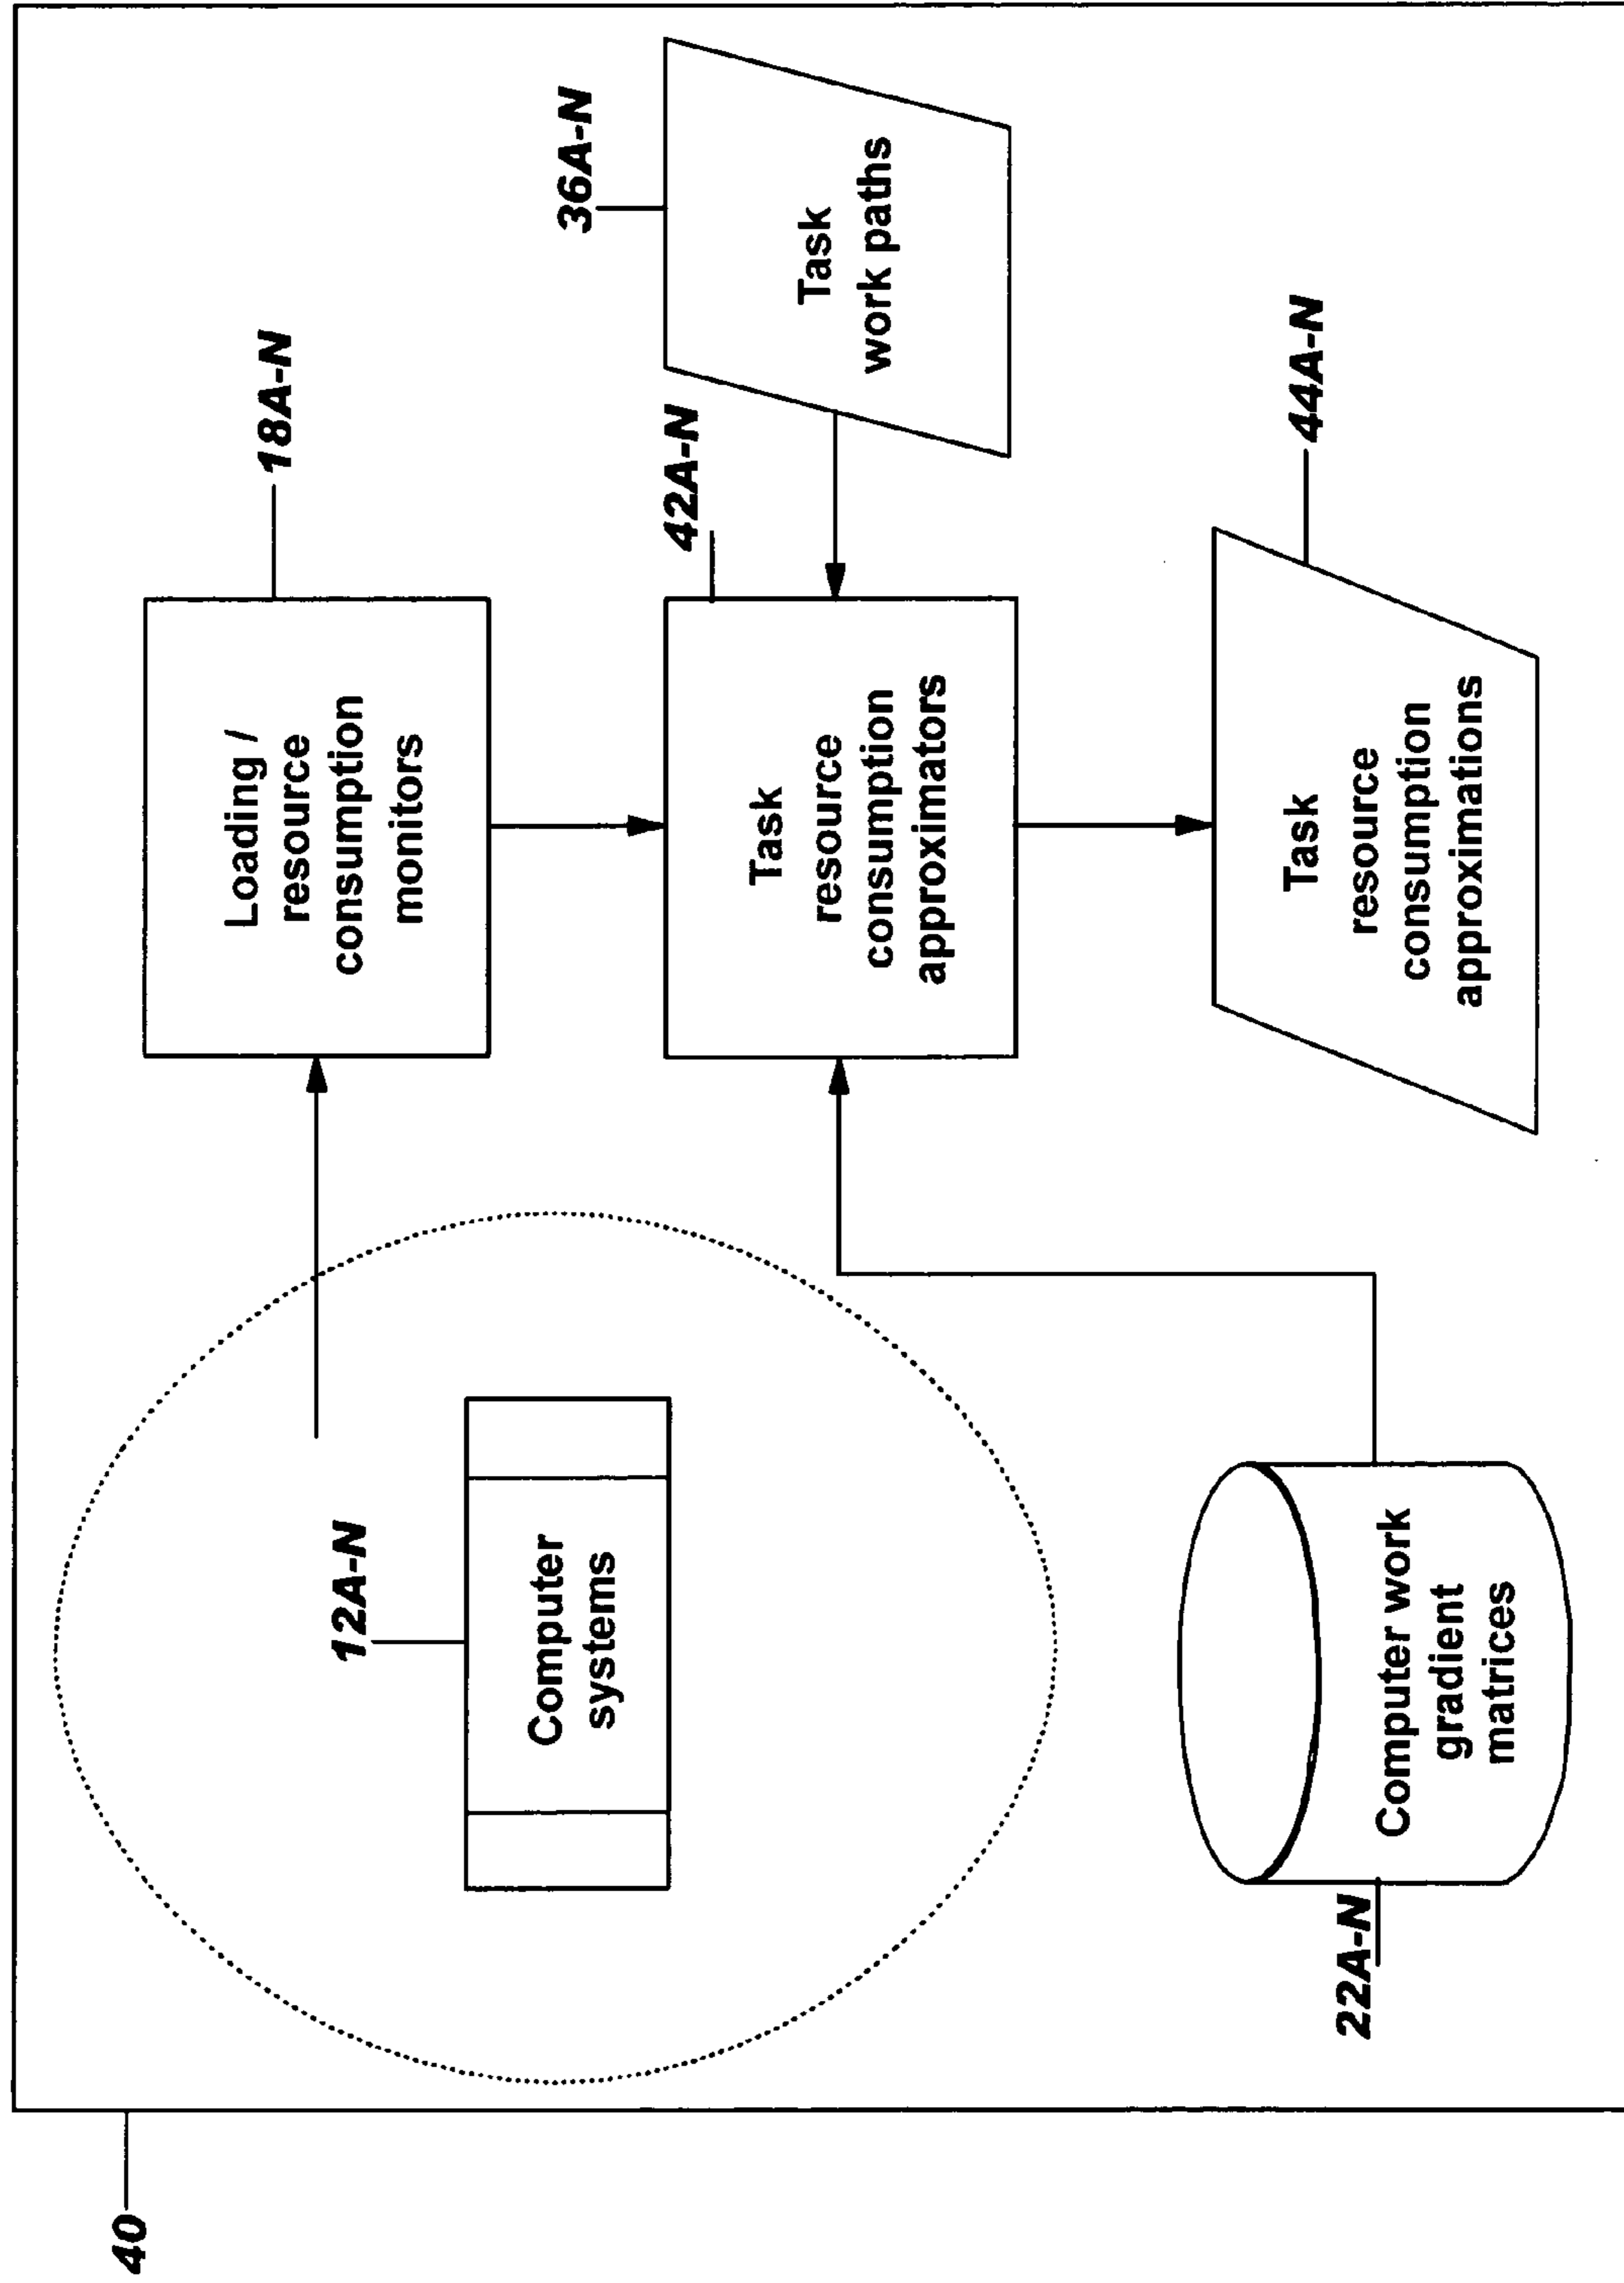 40
12A-N
Computer
systems
22A-N
Computer work
gradient
matrices
18A-N
Loading /
resource
consumption
monitors
42A-N
Task
resource
consumption
approximators
36A-N
Task
work paths
44A-N
Task
resource
consumption
approximations